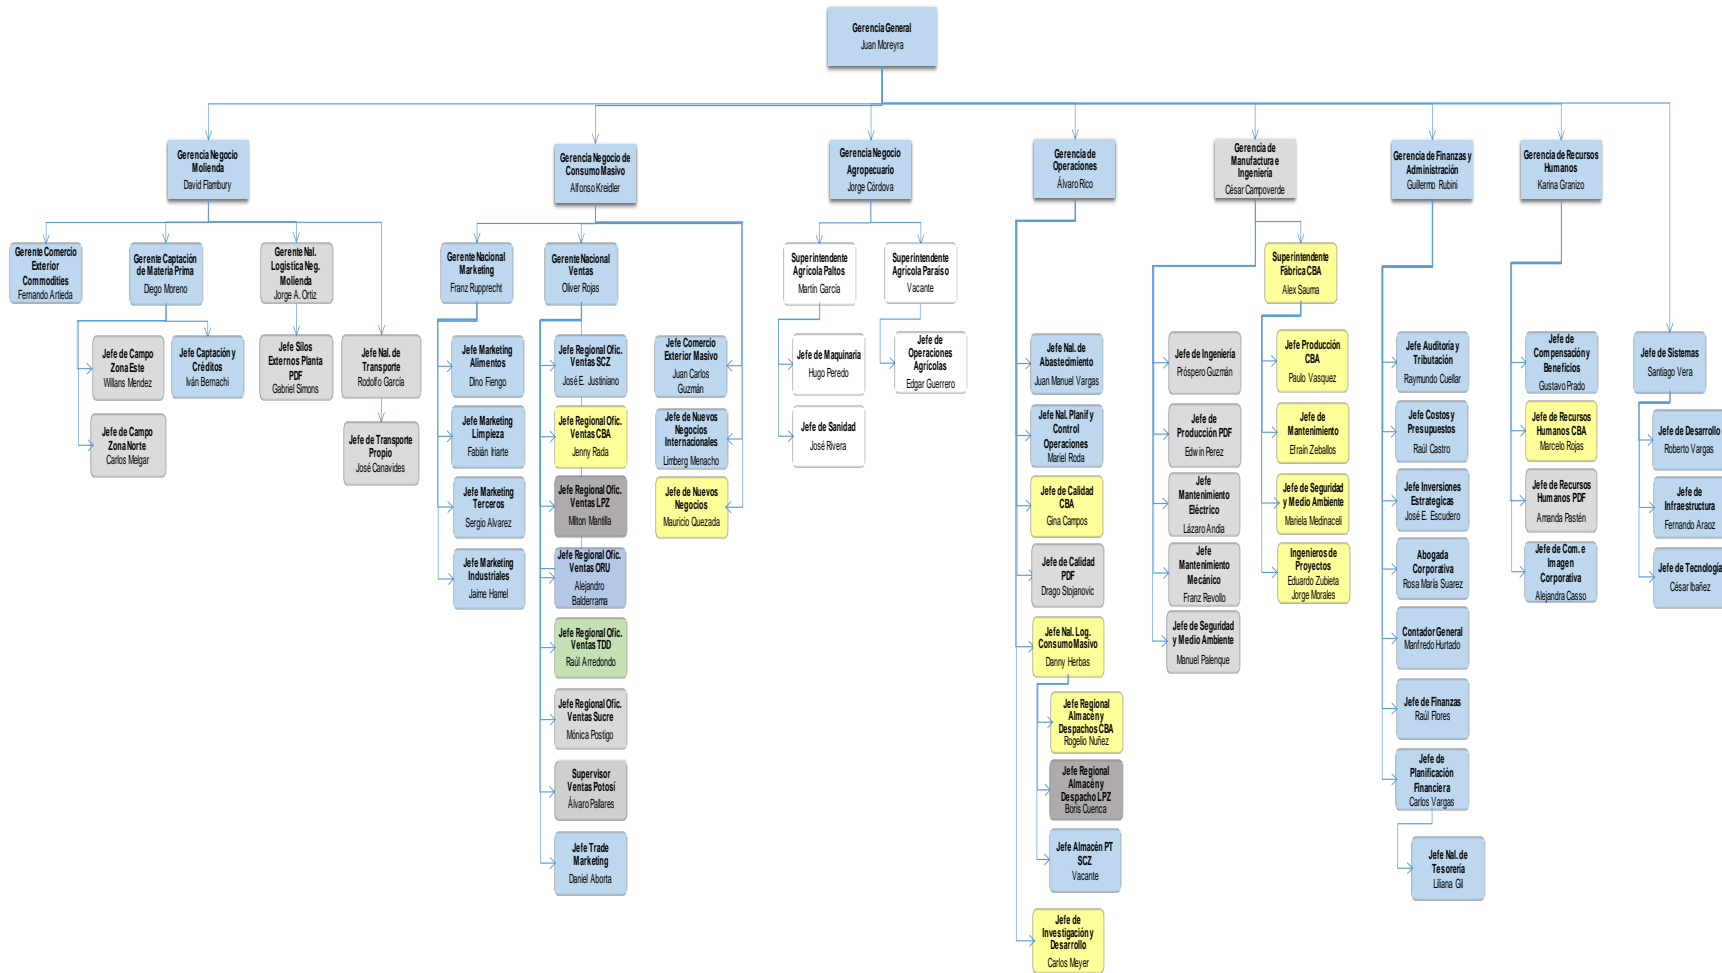 Gerencia General
Juan Moreyra
Gerencia Negocio
Molienda
David Flambury
Gerencia Negocio de
Consumo Masivo
Alfonso Kreidler
Gerencia Negocio
Agropecuario
Jorge Córdova
Gerencia de
Operaciones
Álvaro Rico
Gerencia de
Manufactura e
Ingeniería
César Campoverde
Gerencia de Finanzas y
Administración
Guillermo Rubini
Gerencia de Recursos
Humanos
Karina Granizo
Gerente Comercio
Exterior
Commodities
Fernando Artieda
Gerente Captación
de Materia Prima
Diego Moreno
Gerente Nal.
Logística Neg.
Molienda
Jorge A. Ortiz
Jefe de Campo
Zona Este
Willans Mendez
Jefe Captación y
Créditos
Iván Bernachi
Jefe Silos
Externos Planta
PDF
Gabriel Simons
Jefe Nal. de
Transporte
Rodolfo García
Jefe de Campo
Zona Norte
Carlos Melgar
Jefe de Transporte
Propio
José Canavides
Gerente Nacional
Marketing
Franz Rupprecht
Gerente Nacional
Ventas
Oliver Rojas
Jefe Marketing
Alimentos
Dino Fiengo
Jefe Marketing
Limpieza
Fabián Iriarte
Jefe Marketing
Terceros
Sergio Alvarez
Jefe Marketing
Industriales
Jaime Hamel
Jefe Regional Ofic.
Ventas SCZ
José E. Justiniano
Jefe Regional Ofic.
Ventas CBA
Jenny Rada
Jefe Regional Ofic.
Ventas LPZ
Milton Mantilla
Jefe Regional Ofic.
Ventas ORU
Alejandro
Balderrama
Jefe Regional Ofic.
Ventas TDD
Raúl Arredondo
Jefe Regional Ofic.
Ventas Sucre
Mónica Postigo
Supervisor
Ventas Potosí
Álvaro Pallares
Jefe Trade
Marketing
Daniel Aborta
Jefe Comercio
Exterior Masivo
Juan Carlos
Guzmán
Jefe de Nuevos
Negocios
Internacionales
Limberg Menacho
Jefe de Nuevos
Negocios
Mauricio Quezada
Superintendente
Agrícola Paltos
Martín García
Superintendente
Agrícola Paraíso
Vacante
Jefe de Maquinaria
Hugo Peredo
Jefe de Sanidad
José Rivera
Jefe de
Operaciones
Agrícolas
Edgar Guerrero
Jefe Nal. de
Abastecimiento
Juan Manuel Vargas
Jefe Nal. Planif y
Control
Operaciones
Mariel Roda
Jefe de Calidad
CBA
Gina Campos
Jefe de Calidad
PDF
Drago Stojanovic
Jefe Nal. Log.
Consumo Masivo
Danny Herbas
Jefe Regional
Almacén y
Despachos CBA
Rogelio Nuñez
Jefe Regional
Almacén y
Despacho LPZ
Boris Cuenca
Jefe Almacén PT
SCZ
Vacante
Jefe de
Investigación y
Desarrollo
Carlos Meyer
Superintendente
Fábrica CBA
Alex Sauma
Jefe de Ingeniería
Próspero Guzmán
Jefe de
Producción PDF
Edwin Perez
Jefe
Mantenimiento
Eléctrico
Lázaro Andia
Jefe
Mantenimiento
Mecánico
Franz Revollo
Jefe de Seguridad
y Medio Ambiente
Manuel Palenque
Jefe Producción
CBA
Paulo Vasquez
Jefe de
Mantenimiento
Efraín Zeballos
Jefe de Seguridad
y Medio Ambiente
Mariela Medinaceli
Ingenieros de
Proyectos
Eduardo Zubieta
Jorge Morales
Jefe Auditoría y
Tributación
Raymundo Cuellar
Jefe Costos y
Presupuestos
Raúl Castro
Jefe Inversiones
Estrategicas
José E. Escudero
Abogada
Corporativa
Rosa María Suarez
Contador General
Manfredo Hurtado
Jefe de Finanzas
Raúl Flores
Jefe de
Planificación
Financiera
Carlos Vargas
Jefe Nal. de
Tesorería
Liliana Gil
Jefe de
Compensación y
Beneficios
Gustavo Prado
Jefe de Recursos
Humanos CBA
Marcelo Rojas
Jefe de Recursos
Humanos PDF
Amanda Pastén
Jefe de Com. e
Imagen
Corporativa
Alejandra Casso
Jefe de Sistemas
Santiago Vera
Jefe de Desarrollo
Roberto Vargas
Jefe de
Infraestructura
Fernando Araoz
Jefe de Tecnología
César Ibañez